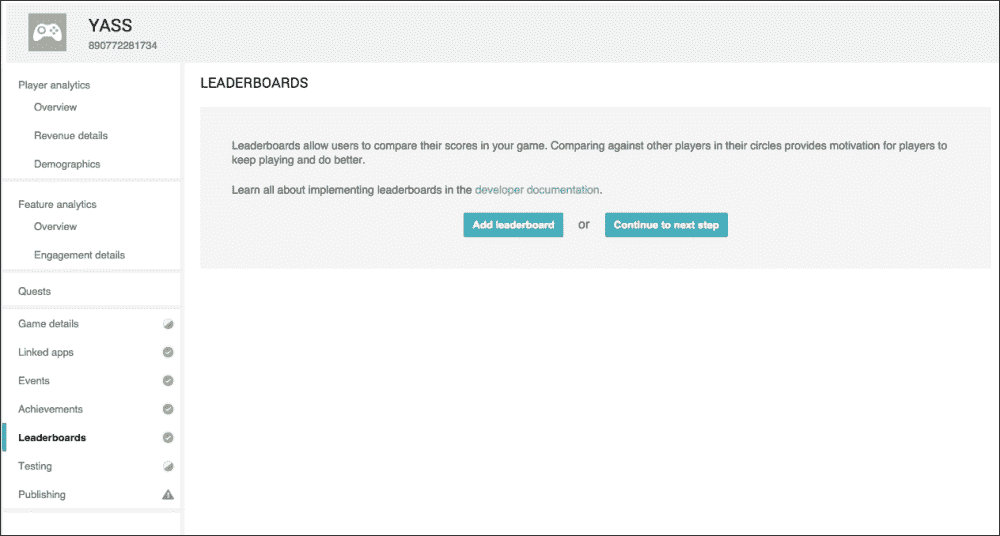 YASS
890772281734
Player analytics
Overview
Revenue details
Demographics
Feature analytics
Overview
Engagement details
Quests
Game details
Linked apps
Events
Achievements
Leaderboards
Testing
Publishing
LEADERBOARDS
Leaderboards allow users to compare their scores in your game. Comparing against other players in their circles provides motivation for players to
keep playing and do better.
Learn all about implementing leaderboards in the developer documentation.
Add leaderboard or Continue to next step